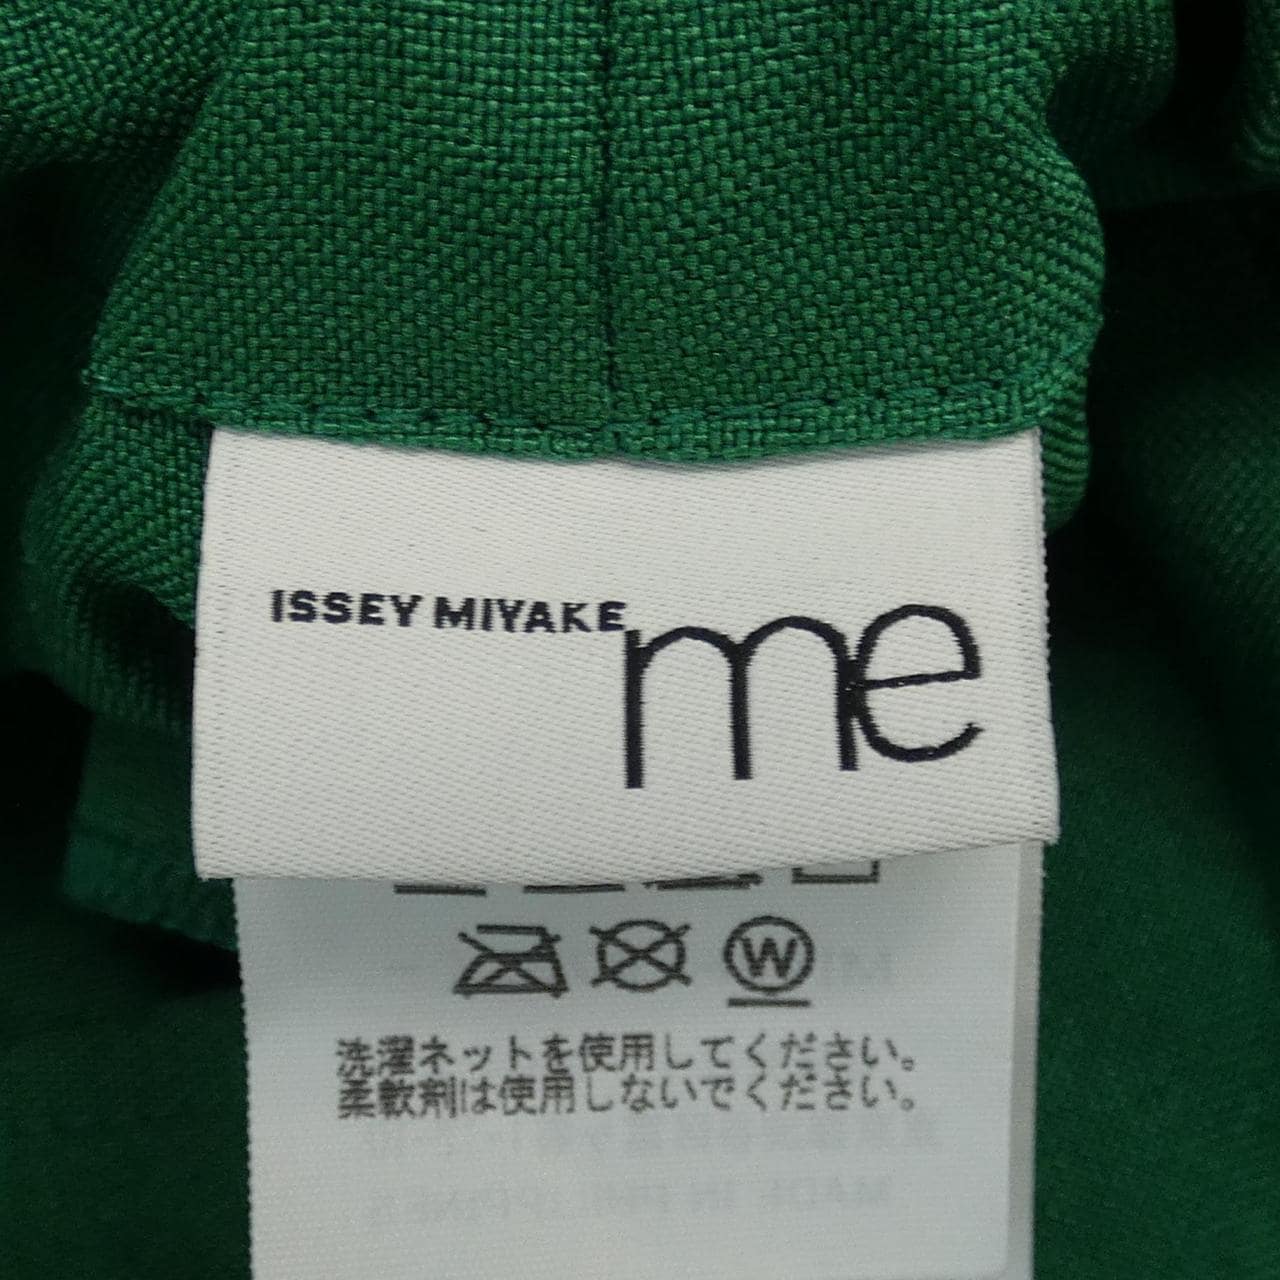 ISSEY MIYAKE
me
W
洗濯ネットを使用してください。
柔軟剤は使用しないでください。